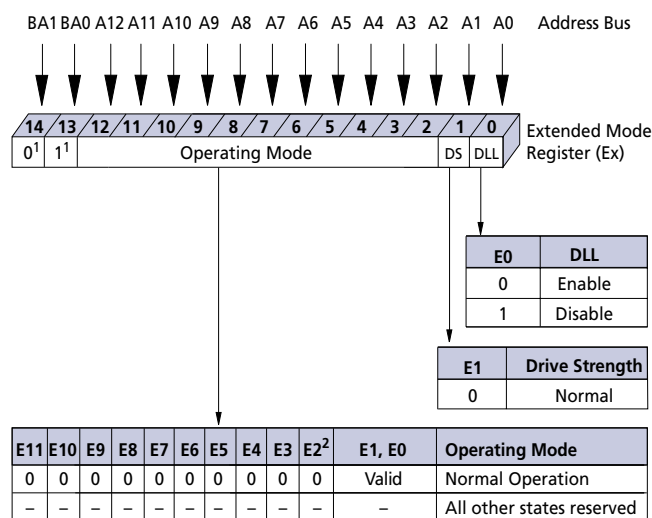 BA1 BA0 A12 A11 A10 A9 A8 A7 A6 A5 A4 A3 A2 A1 A0 Address Bus
14 13 12 11 10 9 8 7 6 5 4 3 2 1 0
Extended Mode
Register (Ex)
0¹ 1¹ Operating Mode DS DLL
E0 DLL
0 Enable
1 Disable
E1 Drive Strength
0 Normal
E11 E10 E9 E8 E7 E6 E5 E4 E3 E2² E1, E0 Operating Mode
0 0 0 0 0 0 0 0 0 0 Valid Normal Operation
– – – – – – – – – – – All other states reserved